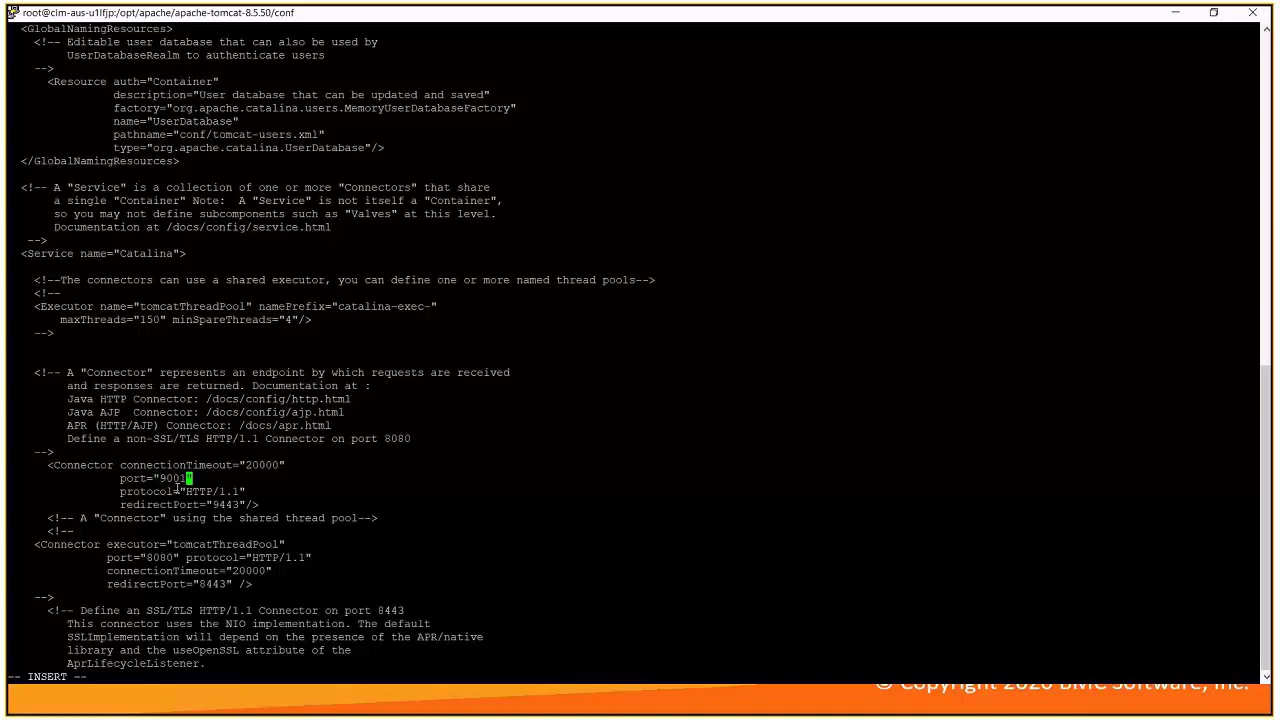 root@clm-aus-u1lfjp:/opt/apache/apache-tomcat-8.5.50/conf
<GlobalNamingResources>
<!-- Editable user database that can also be used by
UserDatabaseRealm to authenticate users
-->
<Resource auth="Container"
description="User database that can be updated and saved"
factory="org.apache.catalina.users.MemoryUserDatabaseFactory"
name="UserDatabase"
pathname="conf/tomcat-users.xml"
type="org.apache.catalina.UserDatabase"/>
</GlobalNamingResources>
<!-- A "Service" is a collection of one or more "Connectors" that share
a single "Container" Note:  A "Service" is not itself a "Container",
so you may not define subcomponents such as "Valves" at this level.
Documentation at /docs/config/service.html
-->
<Service name="Catalina">
<!--The connectors can use a shared executor, you can define one or more named thread pools-->
<!--
<Executor name="tomcatThreadPool" namePrefix="catalina-exec-"
maxThreads="150" minSpareThreads="4"/>
-->
<!-- A "Connector" represents an endpoint by which requests are received
and responses are returned. Documentation at :
Java HTTP Connector: /docs/config/http.html
Java AJP  Connector: /docs/config/ajp.html
APR (HTTP/AJP) Connector: /docs/apr.html
Define a non-SSL/TLS HTTP/1.1 Connector on port 8080
-->
<Connector connectionTimeout="20000"
port="9001"
protocol="HTTP/1.1"
redirectPort="9443"/>
<!-- A "Connector" using the shared thread pool-->
<!--
<Connector executor="tomcatThreadPool"
port="8080" protocol="HTTP/1.1"
connectionTimeout="20000"
redirectPort="8443" />
-->
<!-- Define an SSL/TLS HTTP/1.1 Connector on port 8443
This connector uses the NIO implementation. The default
SSLImplementation will depend on the presence of the APR/native
library and the useOpenSSL attribute of the
AprLifecycleListener.
-- INSERT --
© Copyright 2020 BMC Software, Inc.